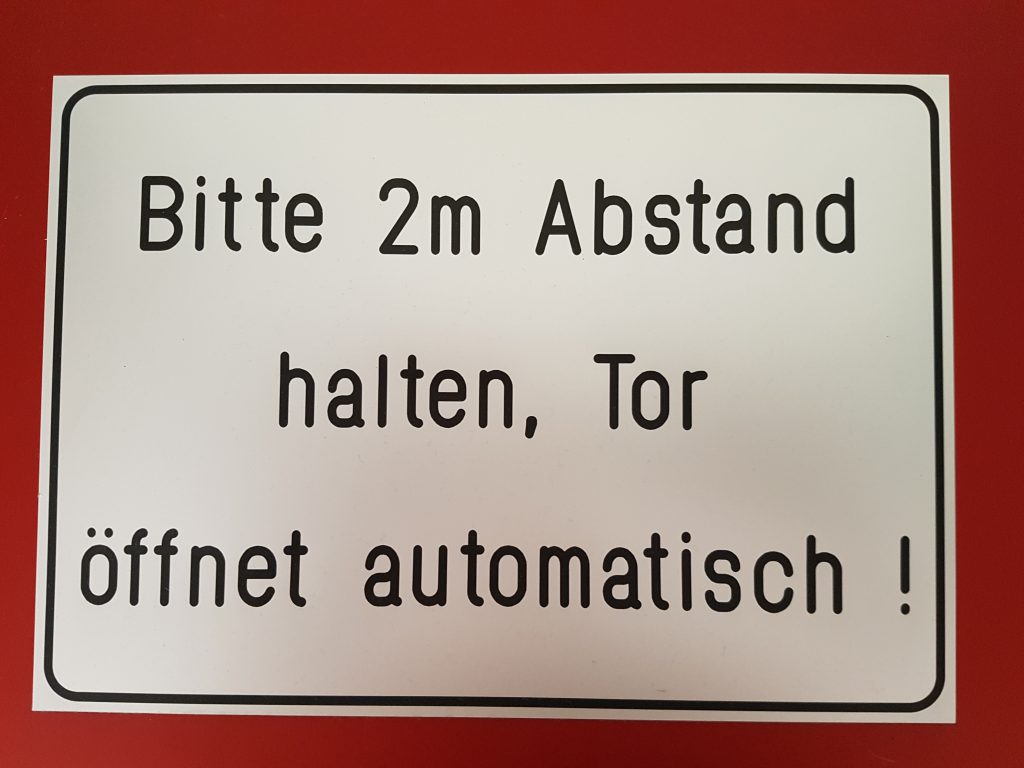 Bitte 2m Abstand
halten, Tor
öffnet automatisch !